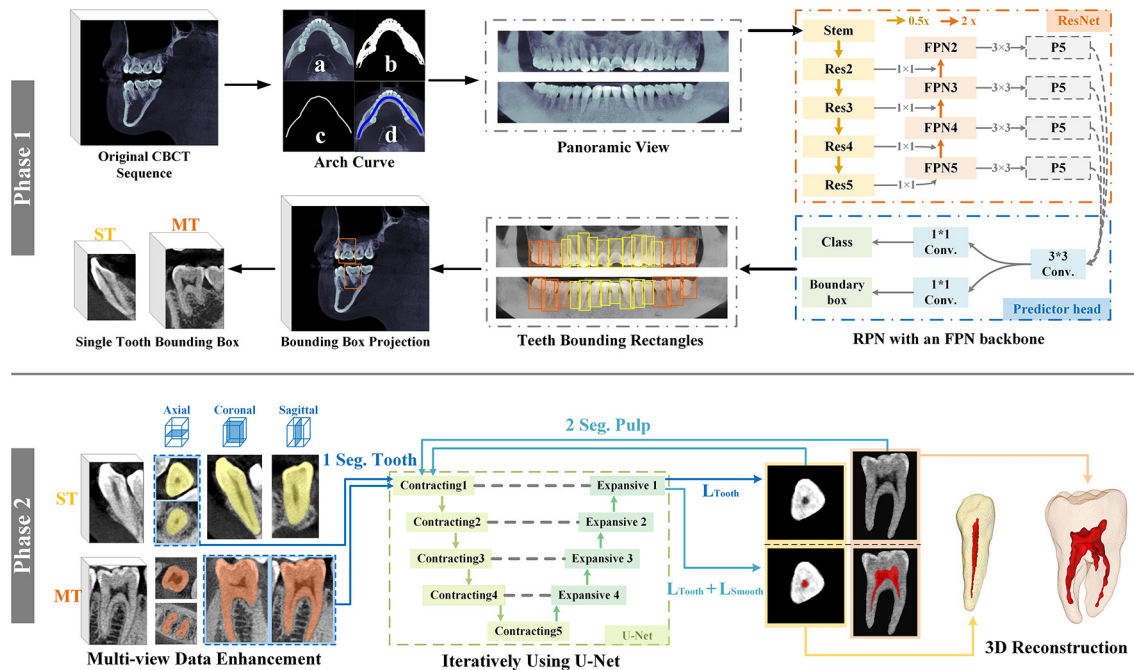 Phase 1
Original CBCT
Sequence
a
b
c
d
Arch Curve
Panoramic View
0.5x
2 x
ResNet
Stem
Res2
Res3
Res4
Res5
1×1
1×1
1×1
1×1
FPN2
FPN3
FPN4
FPN5
3×3
3×3
3×3
3×3
P5
P5
P5
P5
Class
Boundary
box
1*1
Conv.
1*1
Conv.
3*3
Conv.
Predictor head
RPN with an FPN backbone
Teeth Bounding Rectangles
Bounding Box Projection
ST
MT
Single Tooth Bounding Box
Phase 2
Axial
Coronal
Sagittal
ST
MT
Multi-view Data Enhancement
1 Seg. Tooth
2 Seg. Pulp
Contracting1
Contracting2
Contracting3
Contracting4
Contracting5
Expansive 1
Expansive 2
Expansive 3
Expansive 4
U-Net
Iteratively Using U-Net
LTooth
LTooth + LSmooth
3D Reconstruction